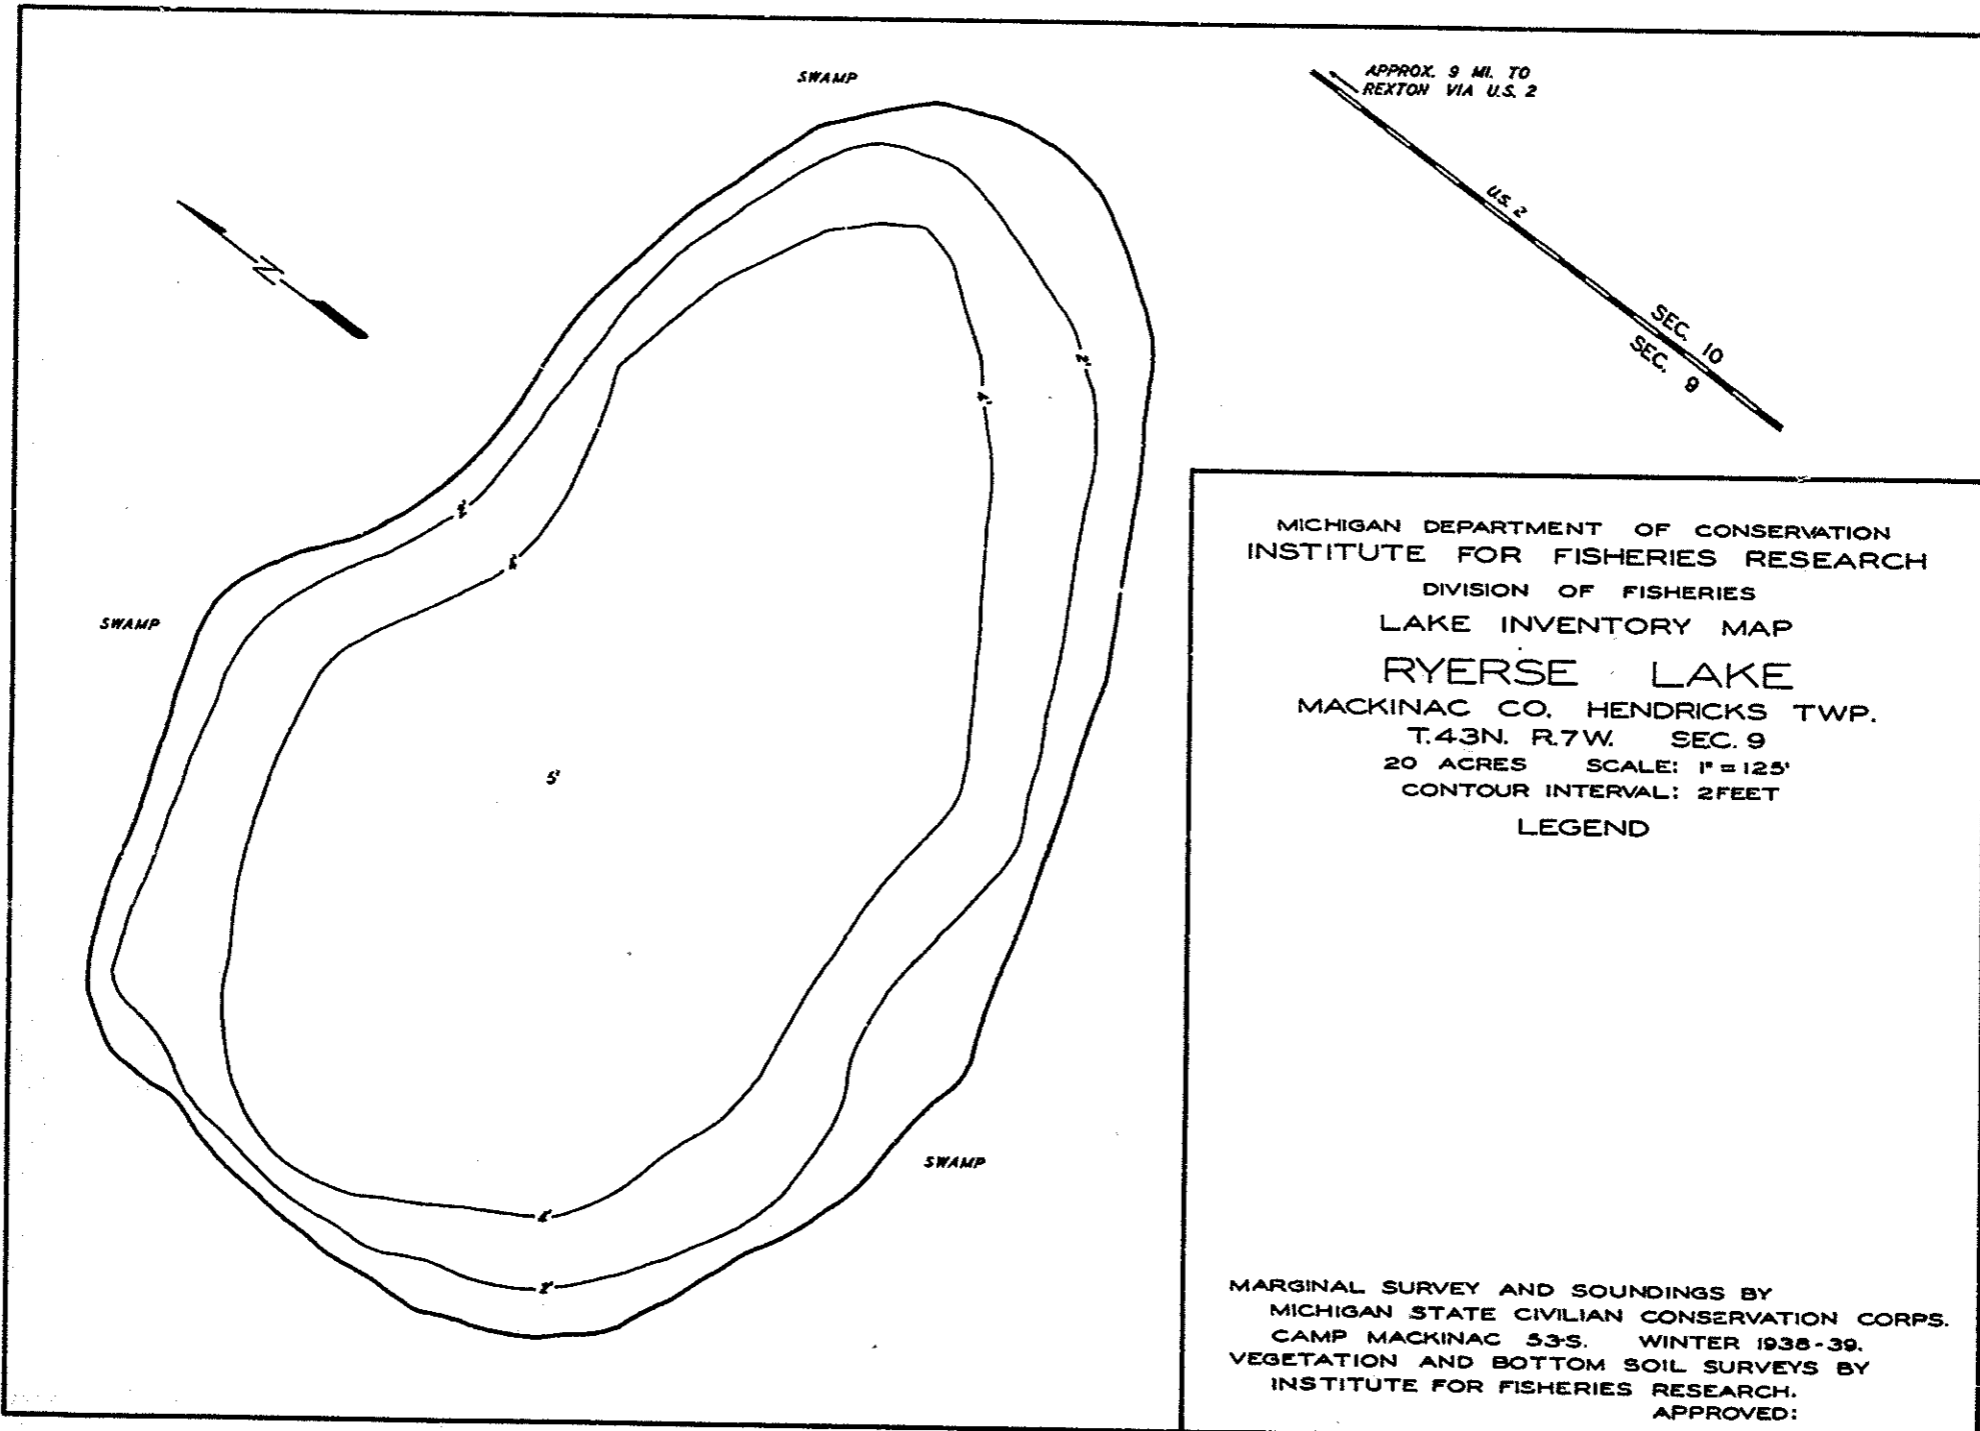 SWAMP
APPROX. 9 MI. TO
REXTON VIA U.S. 2
U.S. 2
N
SEC. 10
SEC. 9
2'
4'
2'
4'
SWAMP
5'
SWAMP
4'
2'
MICHIGAN DEPARTMENT OF CONSERVATION
INSTITUTE FOR FISHERIES RESEARCH
DIVISION OF FISHERIES
LAKE INVENTORY MAP
RYERSE LAKE
MACKINAC CO. HENDRICKS TWP.
T.43N. R.7W. SEC. 9
20 ACRES SCALE: 1" = 125'
CONTOUR INTERVAL: 2 FEET
LEGEND
MARGINAL SURVEY AND SOUNDINGS BY
MICHIGAN STATE CIVILIAN CONSERVATION CORPS.
CAMP MACKINAC 53-S. WINTER 1938-39.
VEGETATION AND BOTTOM SOIL SURVEYS BY
INSTITUTE FOR FISHERIES RESEARCH.
APPROVED: